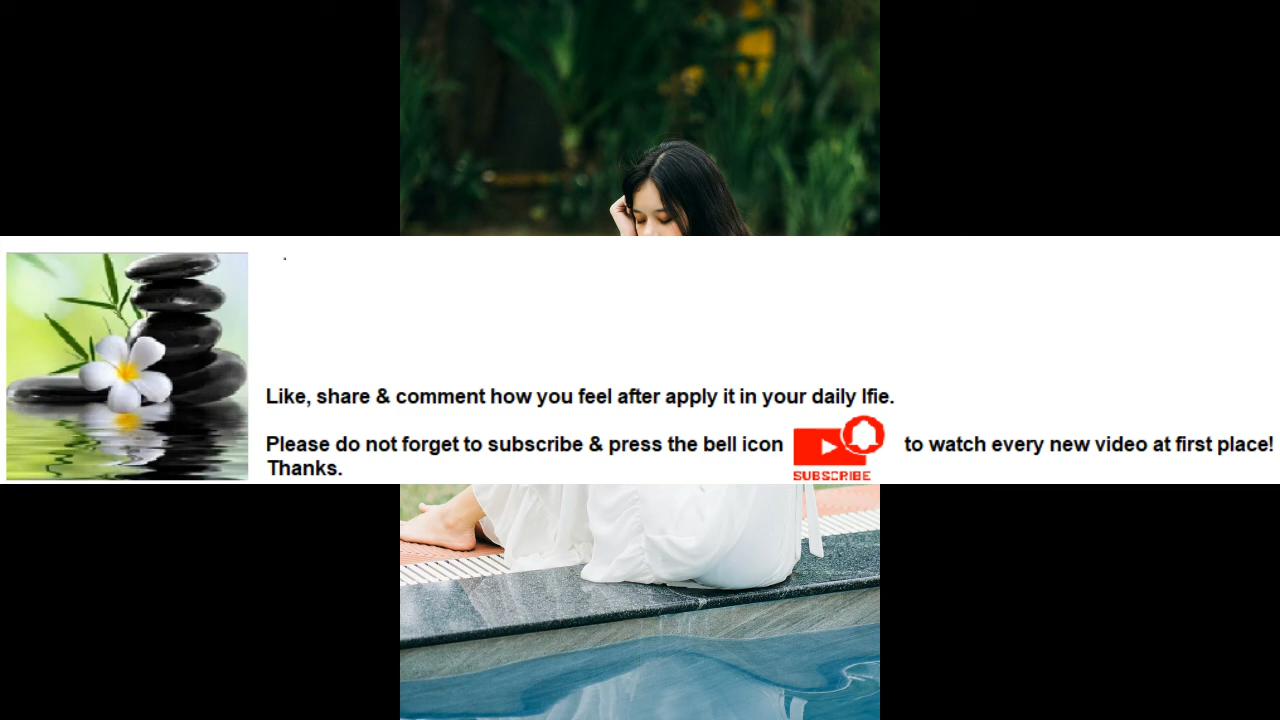 Like, share & comment how you feel after apply it in your daily lfie.
Please do not forget to subscribe & press the bell icon to watch every new video at first place!
SUBSCRIBE
Thanks.